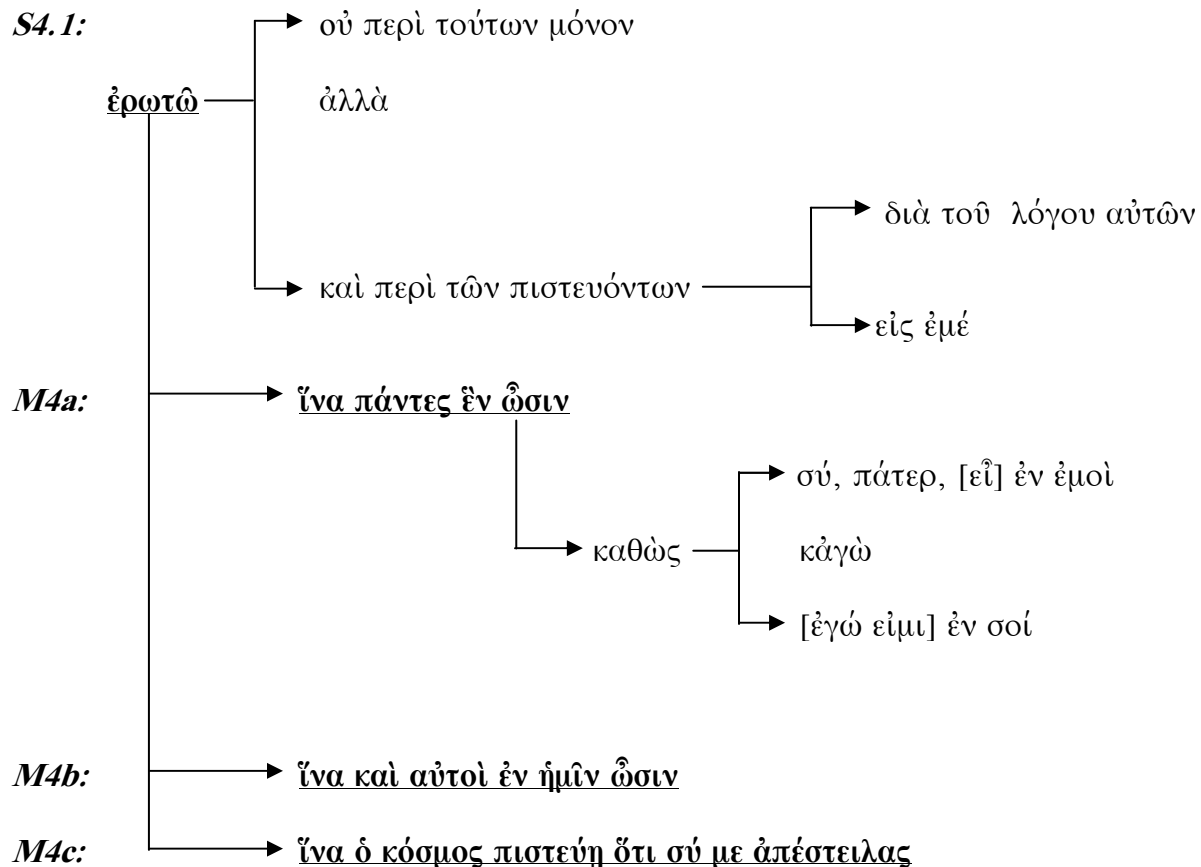 S4.1: οὐ περὶ τούτων μόνον
ἐρωτῶ ἀλλὰ
διὰ τοῦ λόγου αὐτῶν
καὶ περὶ τῶν πιστευόντων
εἰς ἐμέ
M4a: ἵνα πάντες ἓν ὦσιν
σύ, πάτερ, [εἶ] ἐν ἐμοὶ
καθὼς κἀγὼ
[ἐγώ εἰμι] ἐν σοί
M4b: ἵνα καὶ αὐτοὶ ἐν ἡμῖν ὦσιν
M4c: ἵνα ὁ κόσμος πιστεύῃ ὅτι σύ με ἀπέστειλας